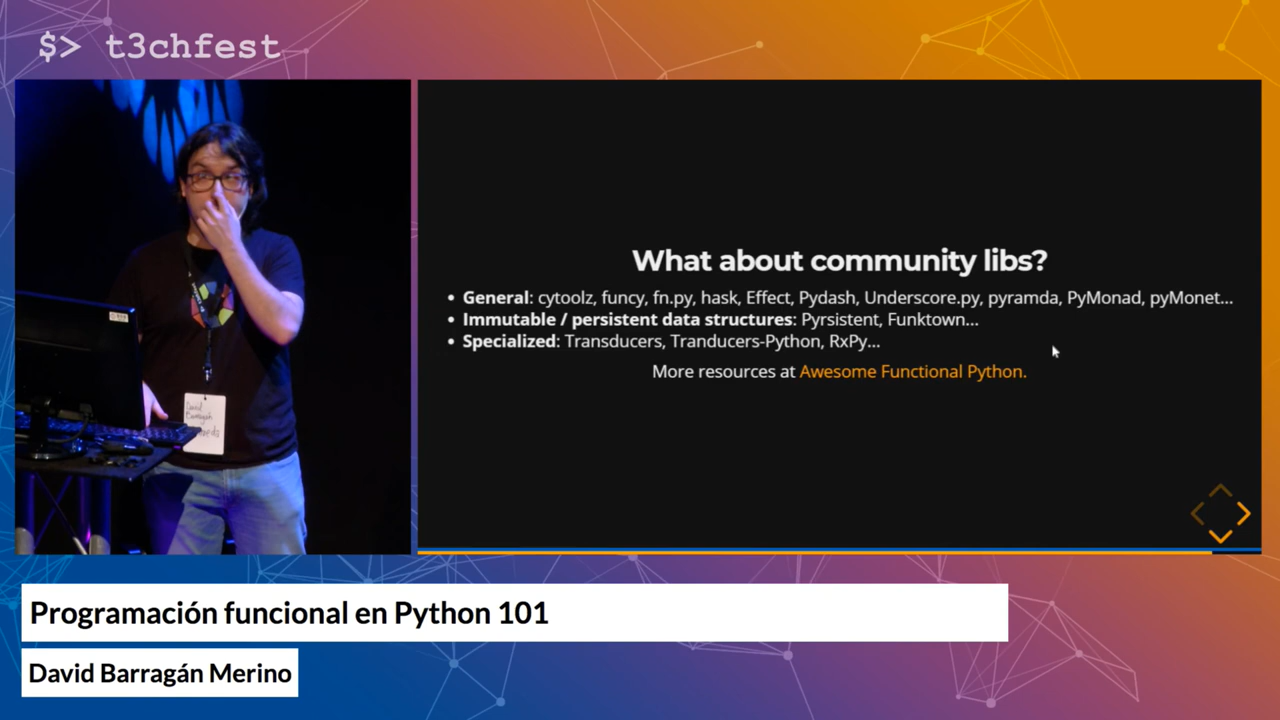 $> t3chfest
What about community libs?
• General: cytoolz, funcy, fn.py, hask, Effect, Pydash, Underscore.py, pyramda, PyMonad, pyMonet...
• Immutable / persistent data structures: Pyrsistent, Funktown...
• Specialized: Transducers, Tranducers-Python, RxPy...
More resources at Awesome Functional Python.
David
Barragán
Programación funcional en Python 101
David Barragán Merino